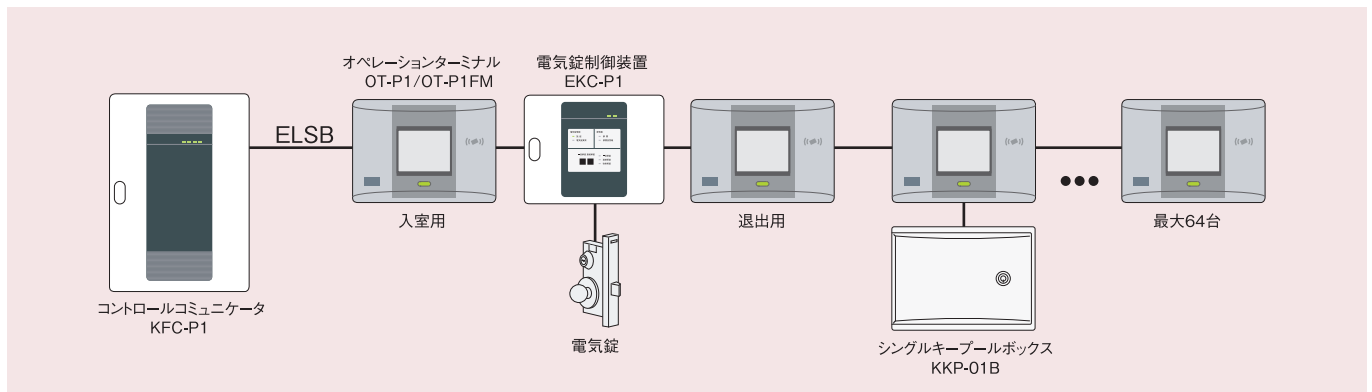 オペレーションターミナル
OT-P1/OT-P1FM
電気錠制御装置
EKC-P1
ELSB
入室用
退出用
最大64台
コントロールコミュニケータ
KFC-P1
電気錠
シングルキープールボックス
KKP-01B